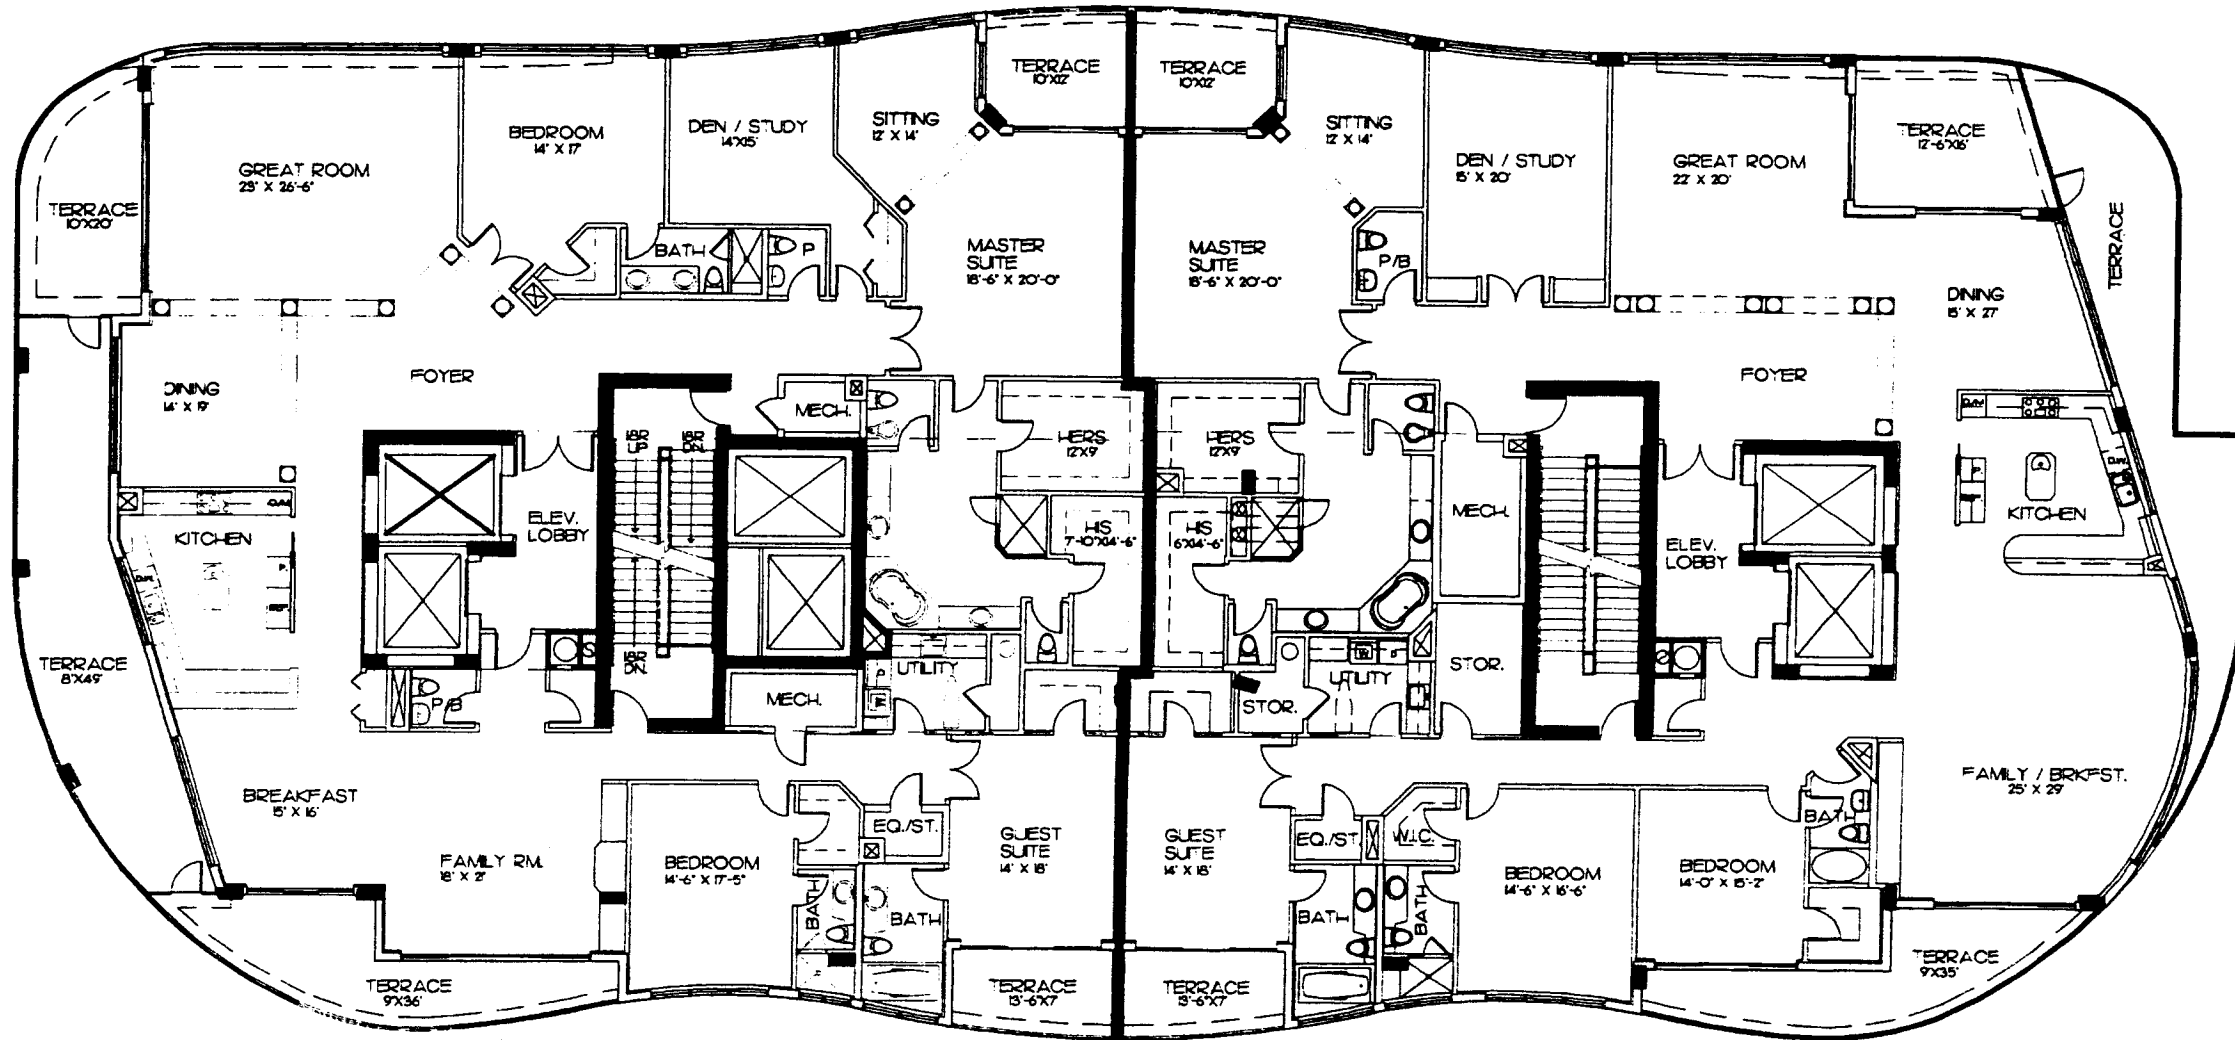 TERRACE
10'X12'
TERRACE
10'X12'
SITTING
12' X 14'
SITTING
12' X 14'
BEDROOM
14' X 17'
DEN / STUDY
14'X15'
TERRACE
12'-6"X16'
GREAT ROOM
23' X 26'-6"
DEN / STUDY
15' X 20'
GREAT ROOM
22' X 20'
TERRACE
10'X20'
TERRACE
BATH
P
MASTER
SUITE
18'-6" X 20'-0"
MASTER
SUITE
18'-6" X 20'-0"
P/B
DINING
15' X 27'
FOYER
FOYER
DINING
14' X 19'
MECH.
18R
UP
18R
DN.
HERS
12'X9'
HERS
12'X9'
D.W.
P.
KITCHEN
ELEV.
LOBBY
HIS
7'-10"X14'-6"
HIS
6'X14'-6"
MECH.
KITCHEN
ELEV.
LOBBY
D.W.
P.
S
DN.
TERRACE
8'X49'
P/B
MECH.
UTILITY
P
W
STOR.
UTILITY
W
STOR.
BREAKFAST
15' X 16'
FAMILY / BRKFST.
25' X 29'
FAMILY RM.
18' X 21'
BEDROOM
14'-6" X 17'-5"
EQ./ST.
GUEST
SUITE
14' X 18'
GUEST
SUITE
14' X 18'
EQ./ST
W.I.C.
BEDROOM
14'-6" X 16'-6"
BEDROOM
14'-0" X 15'-2"
BATH
BATH
BATH
BATH
BATH
TERRACE
9'X36'
TERRACE
13'-6"X7'
TERRACE
13'-6"X7'
TERRACE
9'X35'